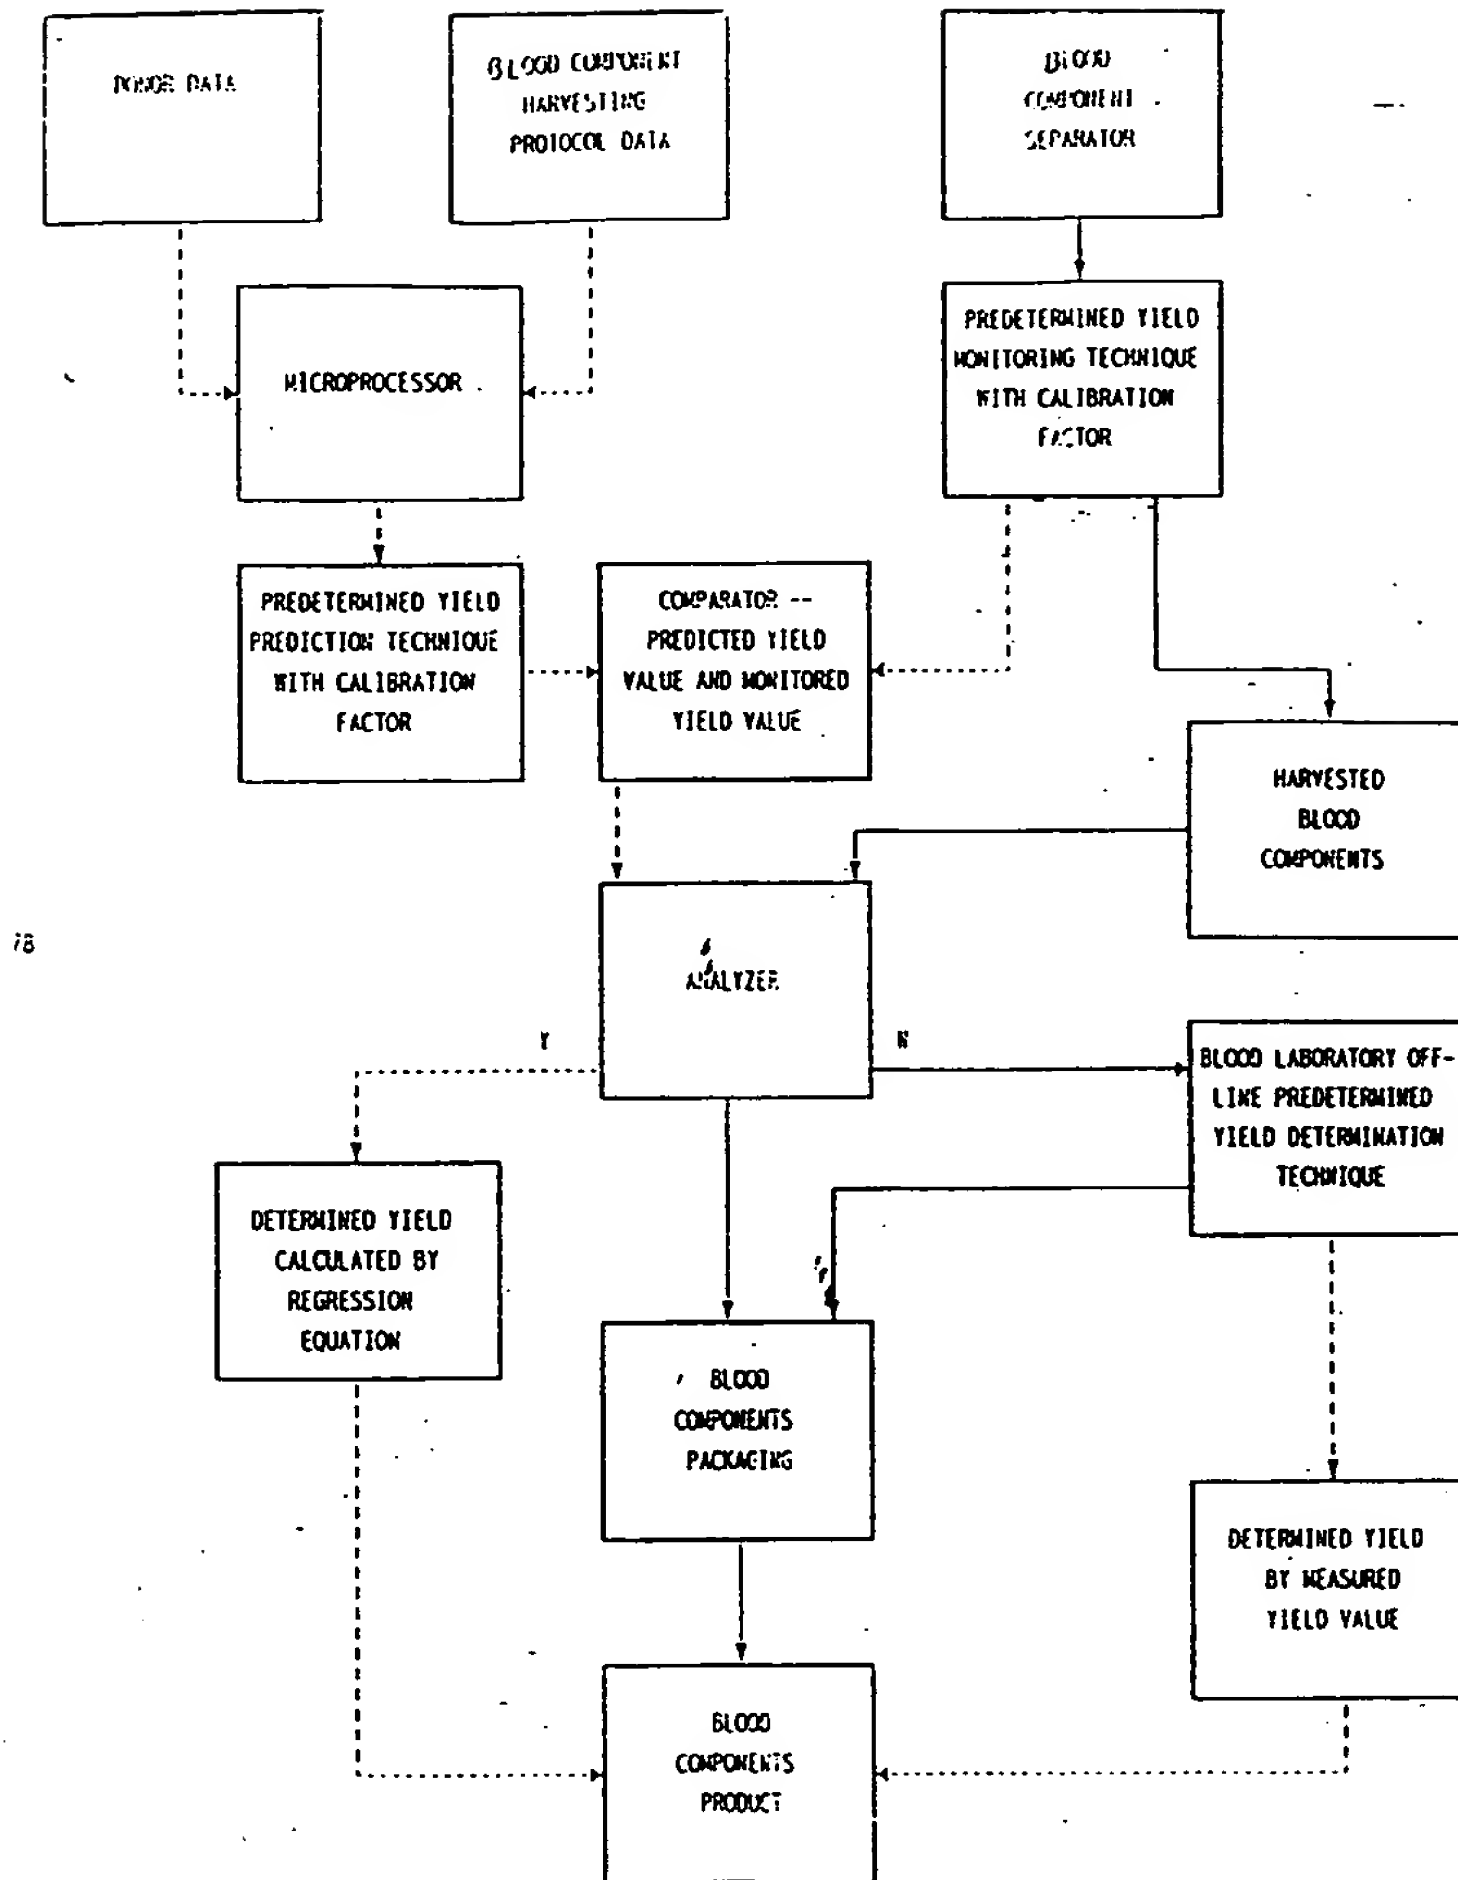 DONOR DATA
BLOOD COMPONENT
HARVESTING
PROTOCOL DATA
BLOOD
COMPONENT
SEPARATOR
MICROPROCESSOR
PREDETERMINED YIELD
MONITORING TECHNIQUE
WITH CALIBRATION
FACTOR
PREDETERMINED YIELD
PREDICTION TECHNIQUE
WITH CALIBRATION
FACTOR
COMPARATOR --
PREDICTED YIELD
VALUE AND MONITORED
YIELD VALUE
HARVESTED
BLOOD
COMPONENTS
78
ANALYZER
Y
N
BLOOD LABORATORY OFF-
LINE PREDETERMINED
YIELD DETERMINATION
TECHNIQUE
DETERMINED YIELD
CALCULATED BY
REGRESSION
EQUATION
BLOOD
COMPONENTS
PACKAGING
DETERMINED YIELD
BY MEASURED
YIELD VALUE
BLOOD
COMPONENTS
PRODUCT